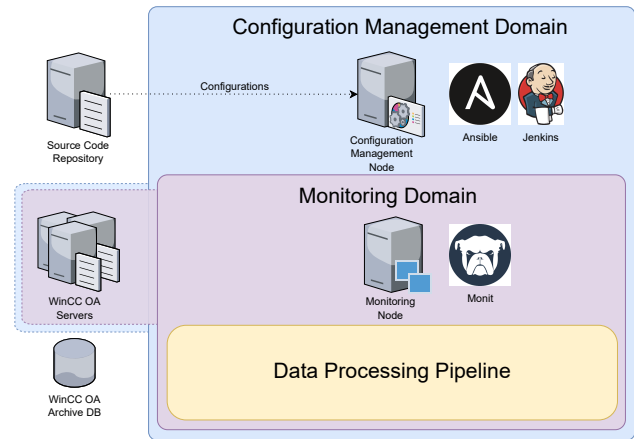 Configuration Management Domain
Configurations
Source Code
Repository
Configuration
Management
Node
Ansible
Jenkins
Monitoring Domain
WinCC OA
Servers
Monitoring
Node
Monit
Data Processing Pipeline
WinCC OA
Archive DB